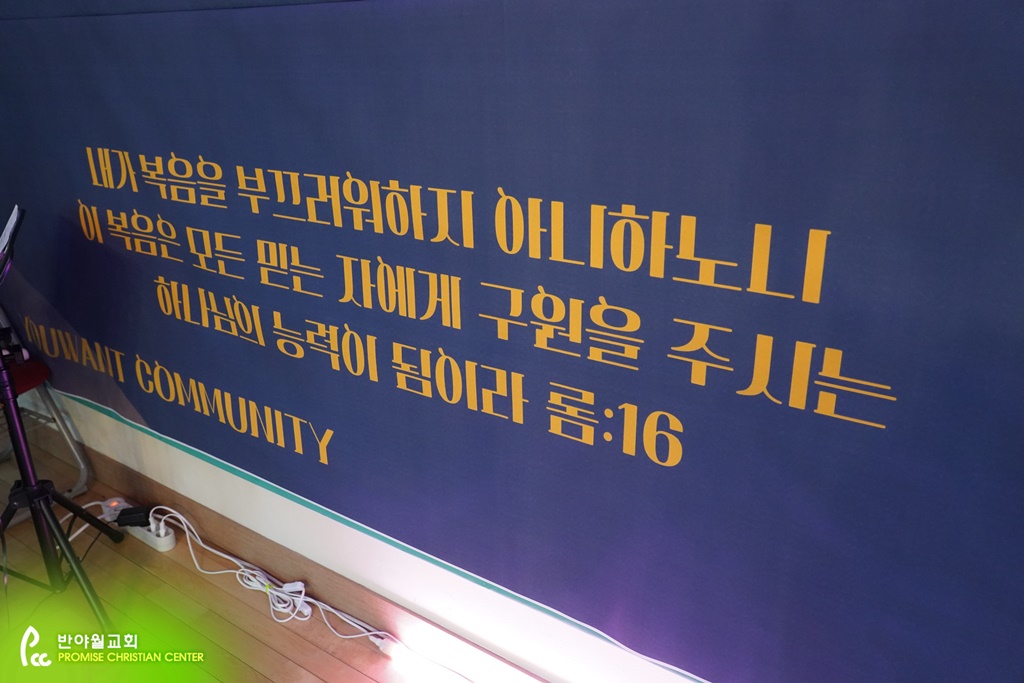 내가 복음을 부끄러워하지 아니하노니
이 복음은 모든 믿는 자에게 구원을 주시는
하나님의 능력이 됨이라 롬:16
COMMUNITY
반야월교회
PROMISE CHRISTIAN CENTER